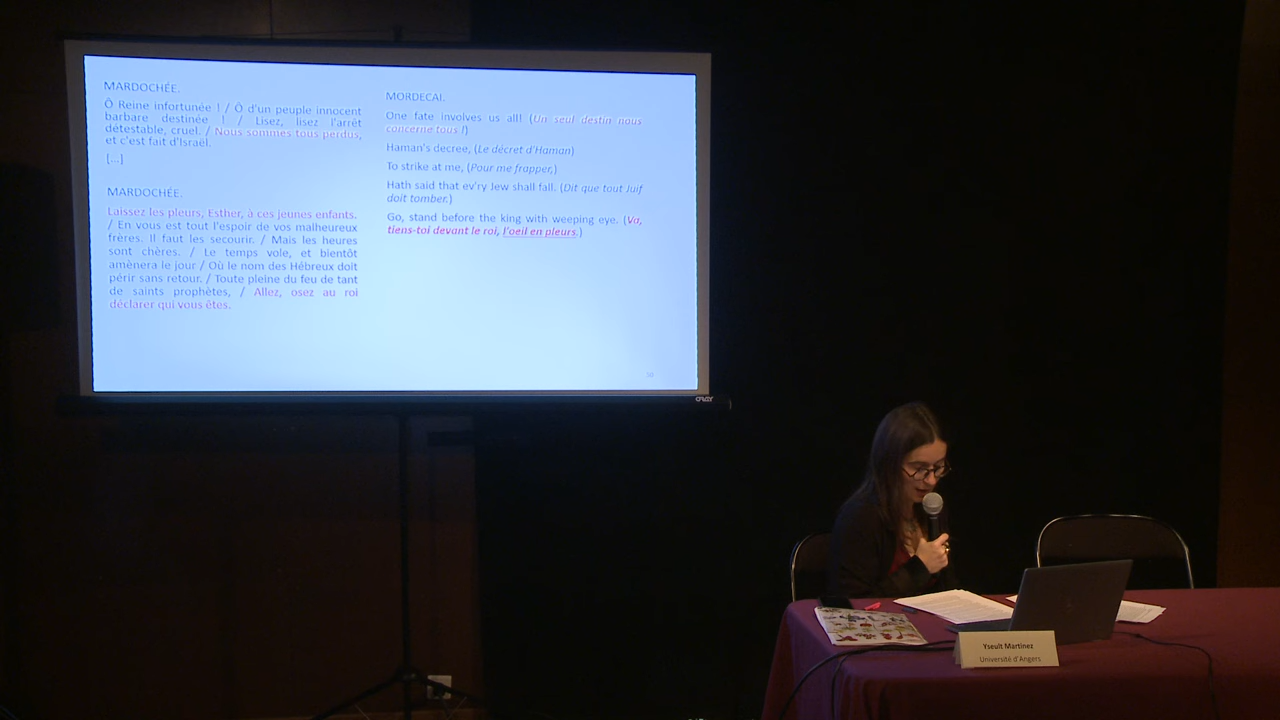 MARDOCHÉE.
Ô Reine infortunée ! / Ô d'un peuple innocent
barbare destinée ! / Lisez, lisez l'arrêt
détestable, cruel. / Nous sommes tous perdus,
et c'est fait d'Israël.
[...]
MARDOCHÉE.
Laissez les pleurs, Esther, à ces jeunes enfants.
/ En vous est tout l'espoir de vos malheureux
frères. Il faut les secourir. / Mais les heures
sont chères. / Le temps vole, et bientôt
amènera le jour / Où le nom des Hébreux doit
périr sans retour. / Toute pleine du feu de tant
de saints prophètes, / Allez, osez au roi
déclarer qui vous êtes.
MORDECAI.
One fate involves us all! (Un seul destin nous
concerne tous !)
Haman's decree, (Le décret d'Haman)
To strike at me, (Pour me frapper,)
Hath said that ev'ry Jew shall fall. (Dit que tout Juif
doit tomber.)
Go, stand before the king with weeping eye. (Va,
tiens-toi devant le roi, l'oeil en pleurs.)
ORAY
Yseult Martinez
Université d'Angers